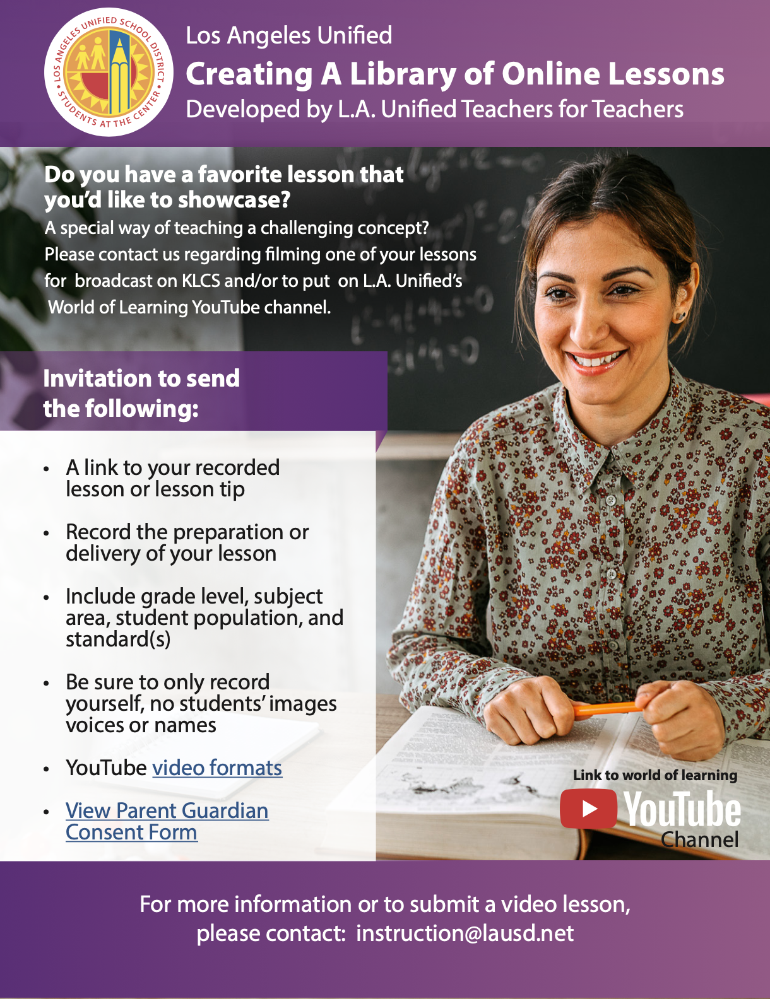 LOS ANGELES UNIFIED SCHOOL DISTRICT
• STUDENTS AT THE CENTER •
Los Angeles Unified
Creating A Library of Online Lessons
Developed by L.A. Unified Teachers for Teachers
Do you have a favorite lesson that
you'd like to showcase?
A special way of teaching a challenging concept?
Please contact us regarding filming one of your lessons
for  broadcast on KLCS and/or to put  on L.A. Unified's
World of Learning YouTube channel.
Invitation to send
the following:
• A link to your recorded
lesson or lesson tip
• Record the preparation or
delivery of your lesson
• Include grade level, subject
area, student population, and
standard(s)
• Be sure to only record
yourself, no students' images
voices or names
• YouTube video formats
• View Parent Guardian
Consent Form
Link to world of learning
YouTube
Channel
For more information or to submit a video lesson,
please contact:  instruction@lausd.net